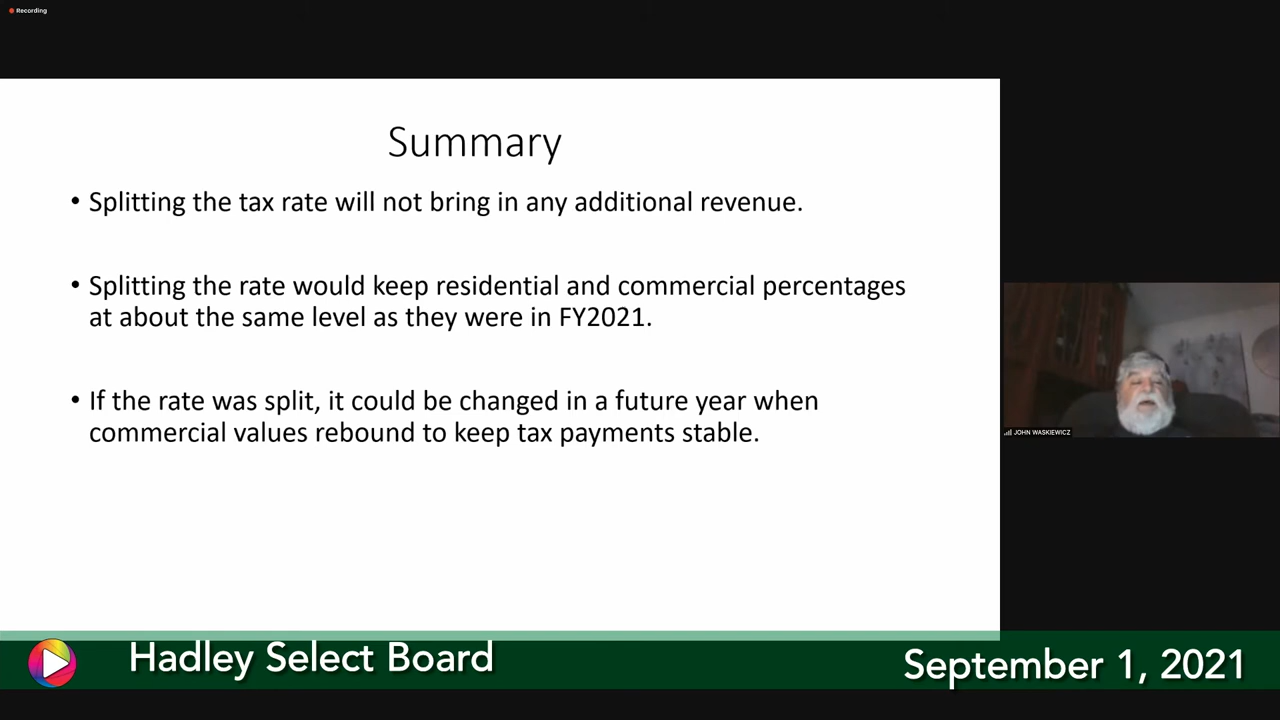 Recording
Summary
• Splitting the tax rate will not bring in any additional revenue.
• Splitting the rate would keep residential and commercial percentages
at about the same level as they were in FY2021.
• If the rate was split, it could be changed in a future year when
commercial values rebound to keep tax payments stable.
JOHN WASKIEWICZ
Hadley Select Board
September 1, 2021